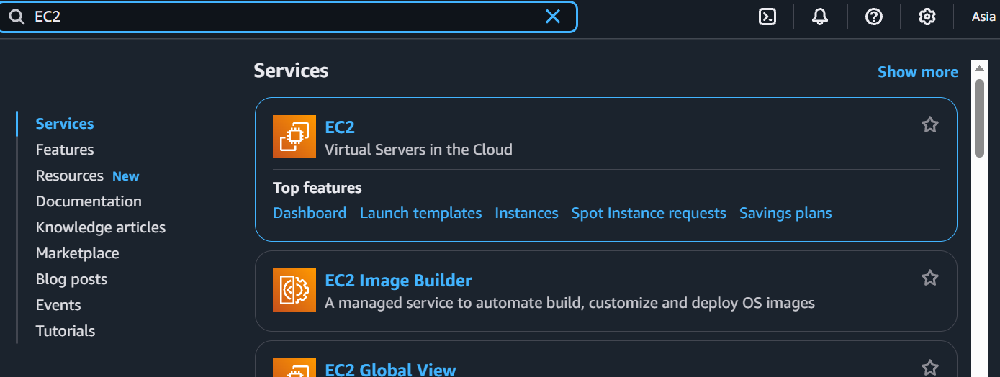 EC2
Asia
Services
Show more
Services
Features
Resources New
Documentation
Knowledge articles
Marketplace
Blog posts
Events
Tutorials
EC2
Virtual Servers in the Cloud
Top features
Dashboard Launch templates Instances Spot Instance requests Savings plans
EC2 Image Builder
A managed service to automate build, customize and deploy OS images
EC2 Global View